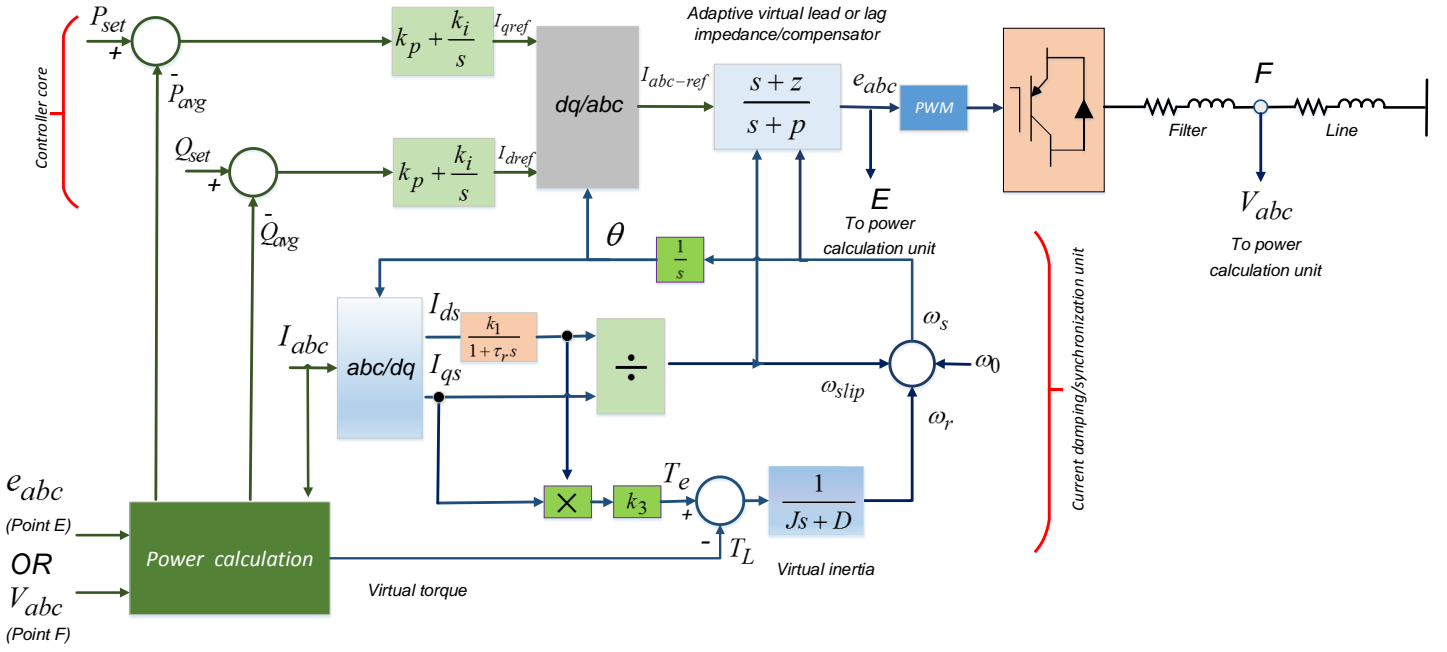 Controller core
P_set
+
-
P_avg
k_p + k_i/s
I_qref
Q_set
+
-
Q_avg
k_p + k_i/s
I_dref
dq/abc
I_abc-ref
Adaptive virtual lead or lag
impedance/compensator
s + z
s + p
e_abc
PWM
E
To power
calculation unit
Filter
F
Line
V_abc
To power
calculation unit
θ
1/s
I_abc
abc/dq
I_ds
k_1
1 + τ_r s
I_qs
÷
ω_slip
ω_s
ω_0
ω_r
×
k_3
T_e
+
-
T_L
1
Js + D
Virtual inertia
Current damping/synchronization unit
e_abc
(Point E)
OR
V_abc
(Point F)
Power calculation
Virtual torque